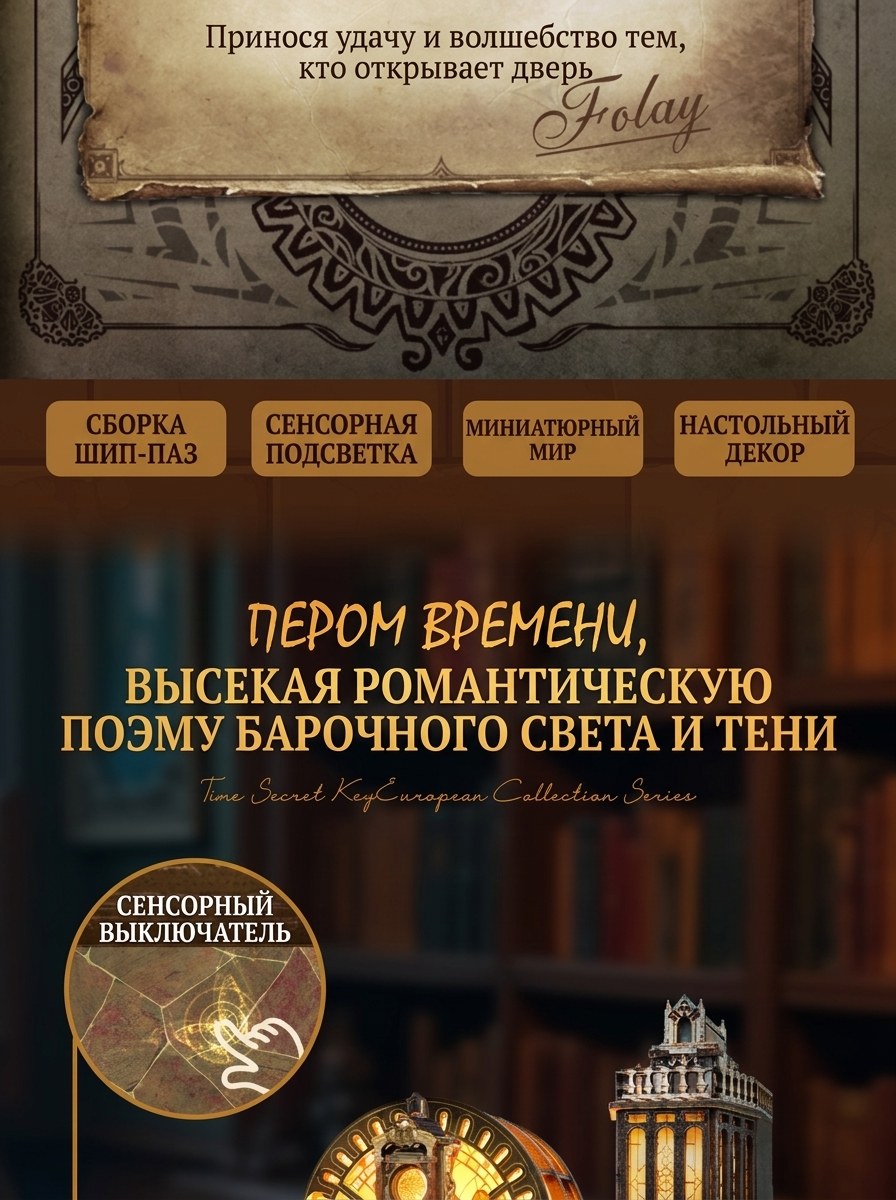 Принося удачу и волшебство тем,
кто открывает дверь
Folay
СБОРКА
ШИП-ПАЗ
СЕНСОРНАЯ
ПОДСВЕТКА
МИНИАТЮРНЫЙ
МИР
НАСТОЛЬНЫЙ
ДЕКОР
ПЕРОМ ВРЕМЕНИ,
ВЫСЕКАЯ РОМАНТИЧЕСКУЮ
ПОЭМУ БАРОЧНОГО СВЕТА И ТЕНИ
Time Secret KeyEuropean Collection Series
СЕНСОРНЫЙ
ВЫКЛЮЧАТЕЛЬ